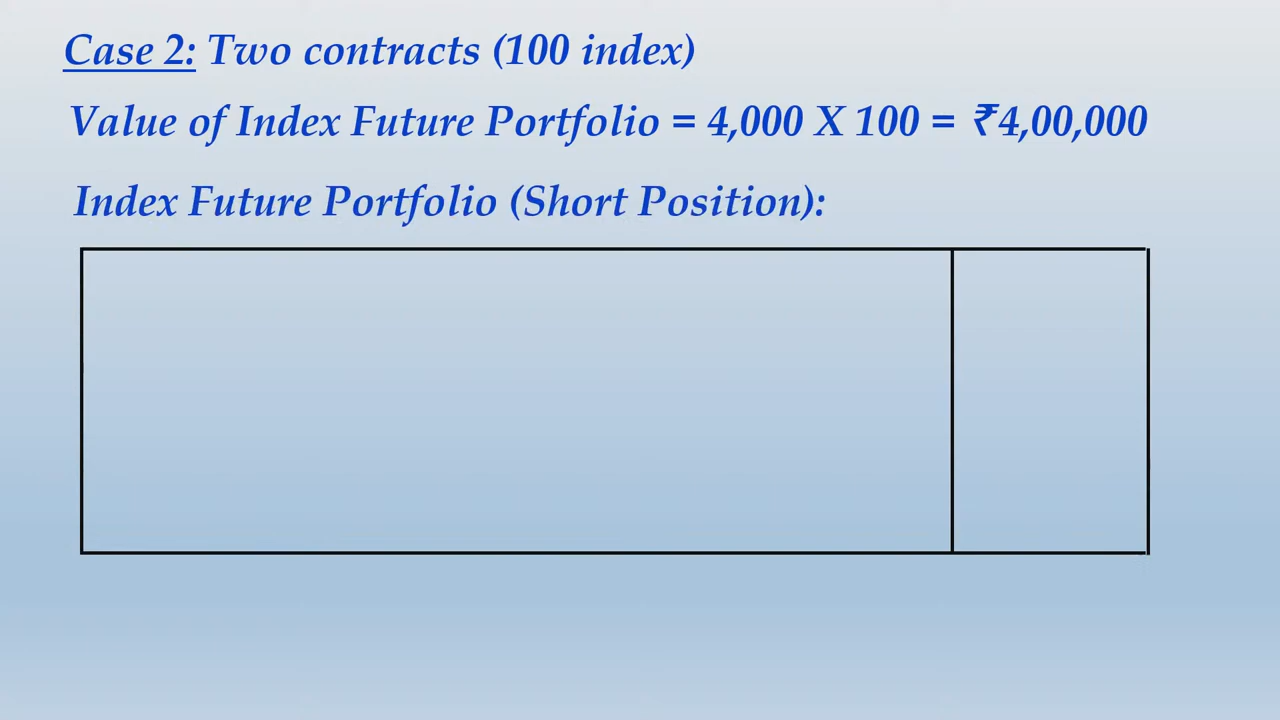 Case 2: Two contracts (100 index)
Value of Index Future Portfolio = 4,000 X 100 = ₹4,00,000
Index Future Portfolio (Short Position):